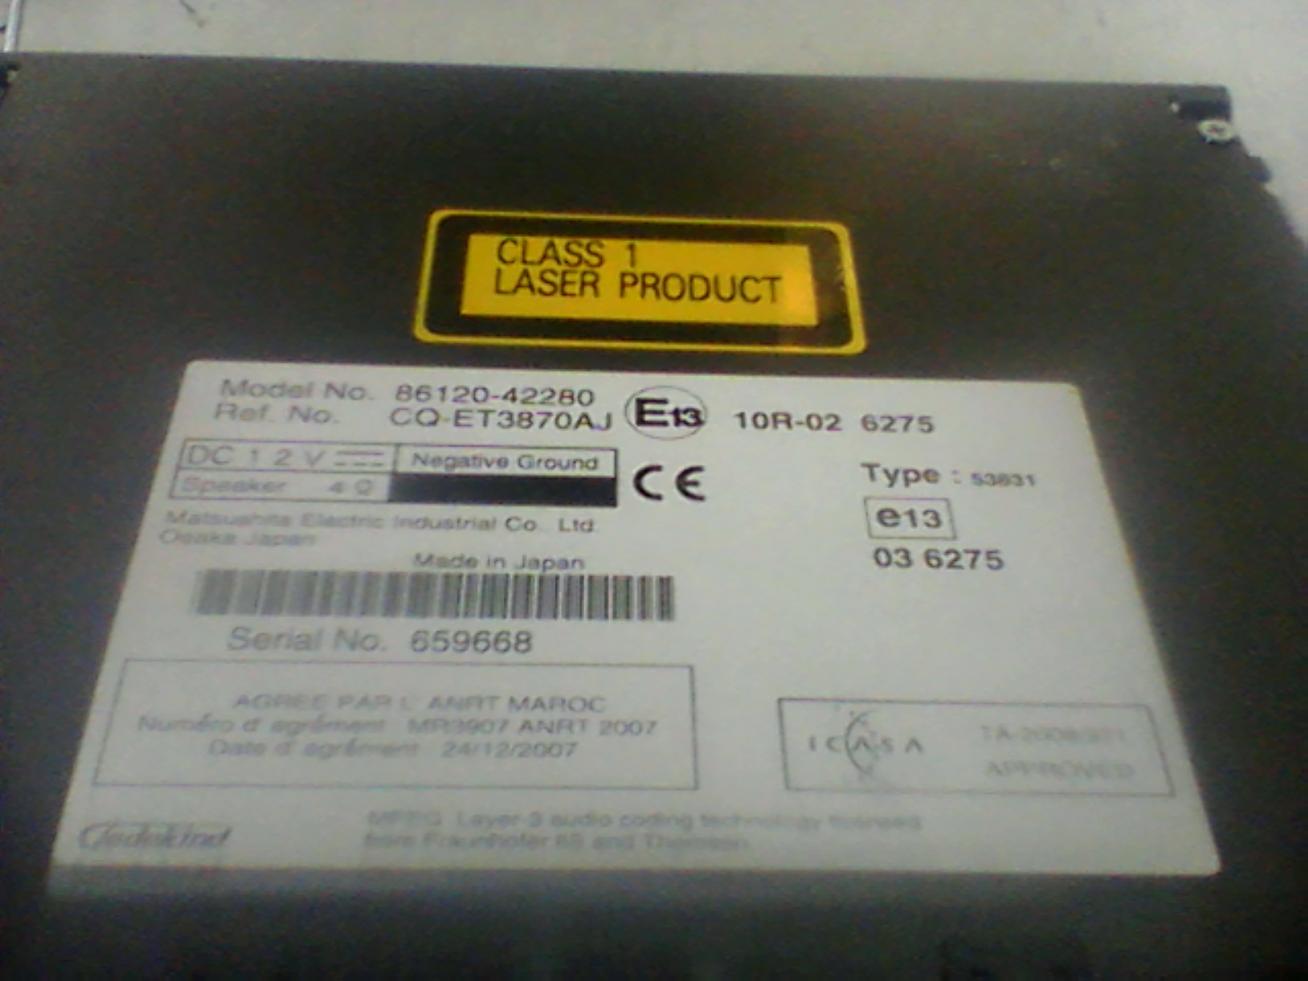 CLASS 1
LASER PRODUCT
Model No. 86120-42280
Ref. No. CQ-ET3870AJ
E13 10R-02 6275
DC 12V Negative Ground
Speaker 4Ω
CE
Type : 53831
e13
03 6275
Matsushita Electric Industrial Co., Ltd.
Osaka Japan
Made in Japan
Serial No. 659668
AGREE PAR L'ANRT MAROC
Numéro d'agrément MR3907 ANRT 2007
Date d'agrément 24/12/2007
ICASA
APPROVED
MPEG Layer-3 audio coding technology licensed
from Fraunhofer IIS and Thomson.